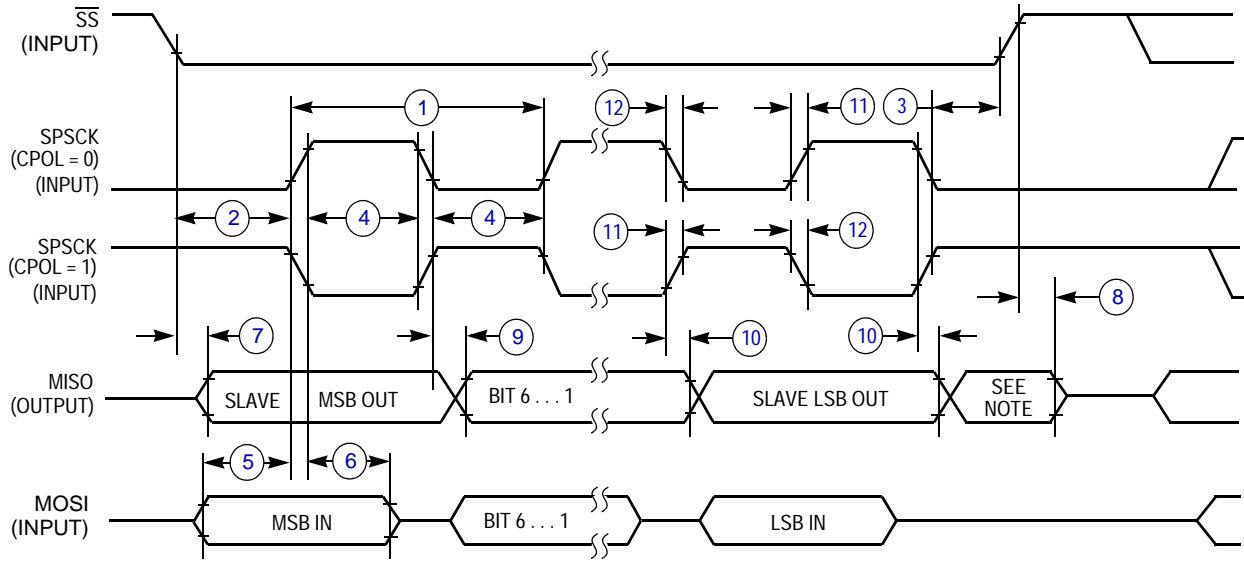 SS
(INPUT)
1
12
11
3
SPSCK
(CPOL = 0)
(INPUT)
2
4
4
11
12
SPSCK
(CPOL = 1)
(INPUT)
7
9
10
10
8
MISO
(OUTPUT)
SLAVE
MSB OUT
BIT 6 . . . 1
SLAVE LSB OUT
SEE
NOTE
5
6
MOSI
(INPUT)
MSB IN
BIT 6 . . . 1
LSB IN